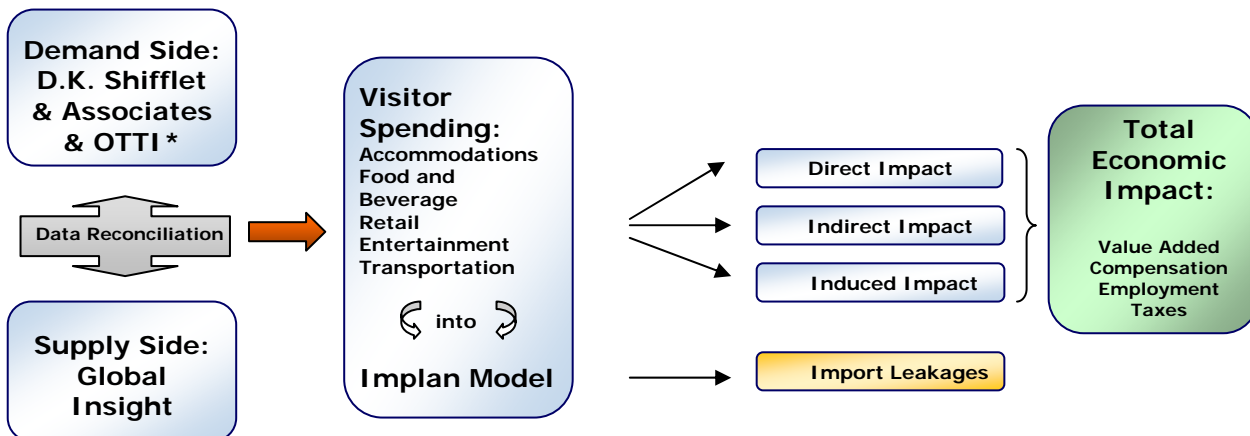 Demand Side:
D.K. Shifflet
& Associates
& OTTI*
Data Reconciliation
Supply Side:
Global
Insight
Visitor
Spending:
Accommodations
Food and
Beverage
Retail
Entertainment
Transportation
into
Implan Model
Direct Impact
Indirect Impact
Induced Impact
Import Leakages
Total
Economic
Impact:
Value Added
Compensation
Employment
Taxes